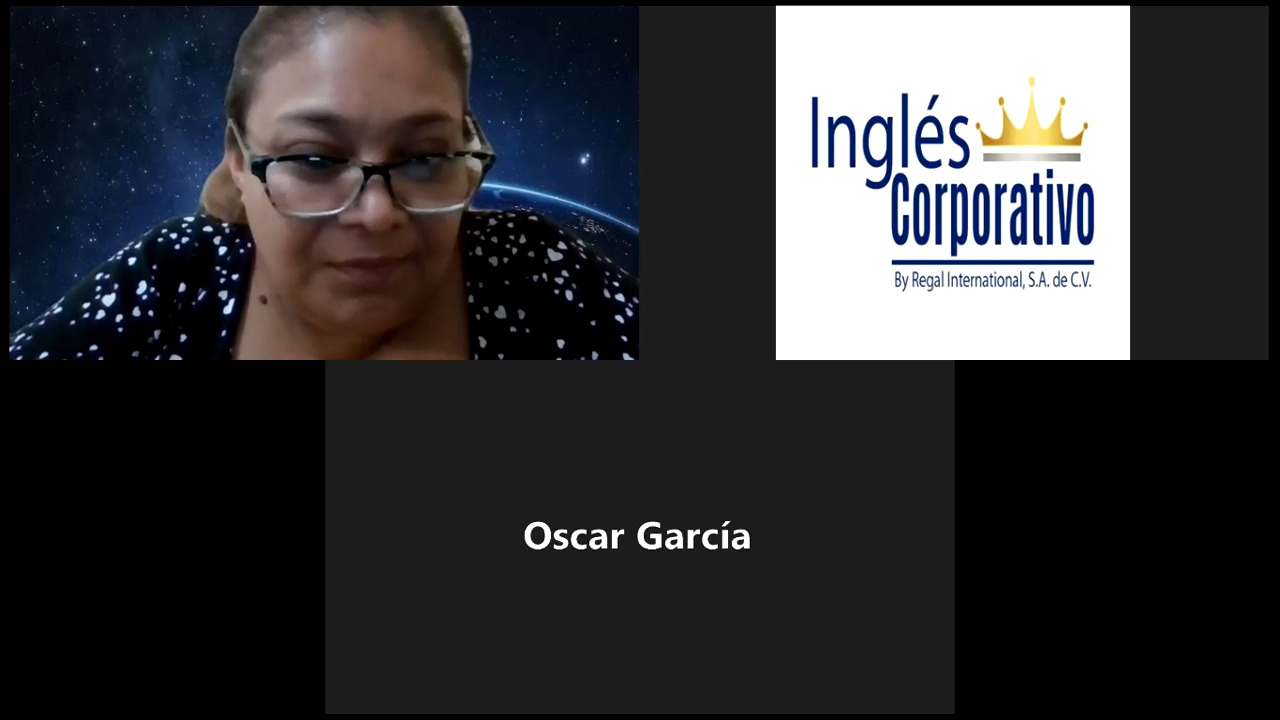 Inglés
Corporativo
By Regal International, S.A. de C.V.
Oscar García